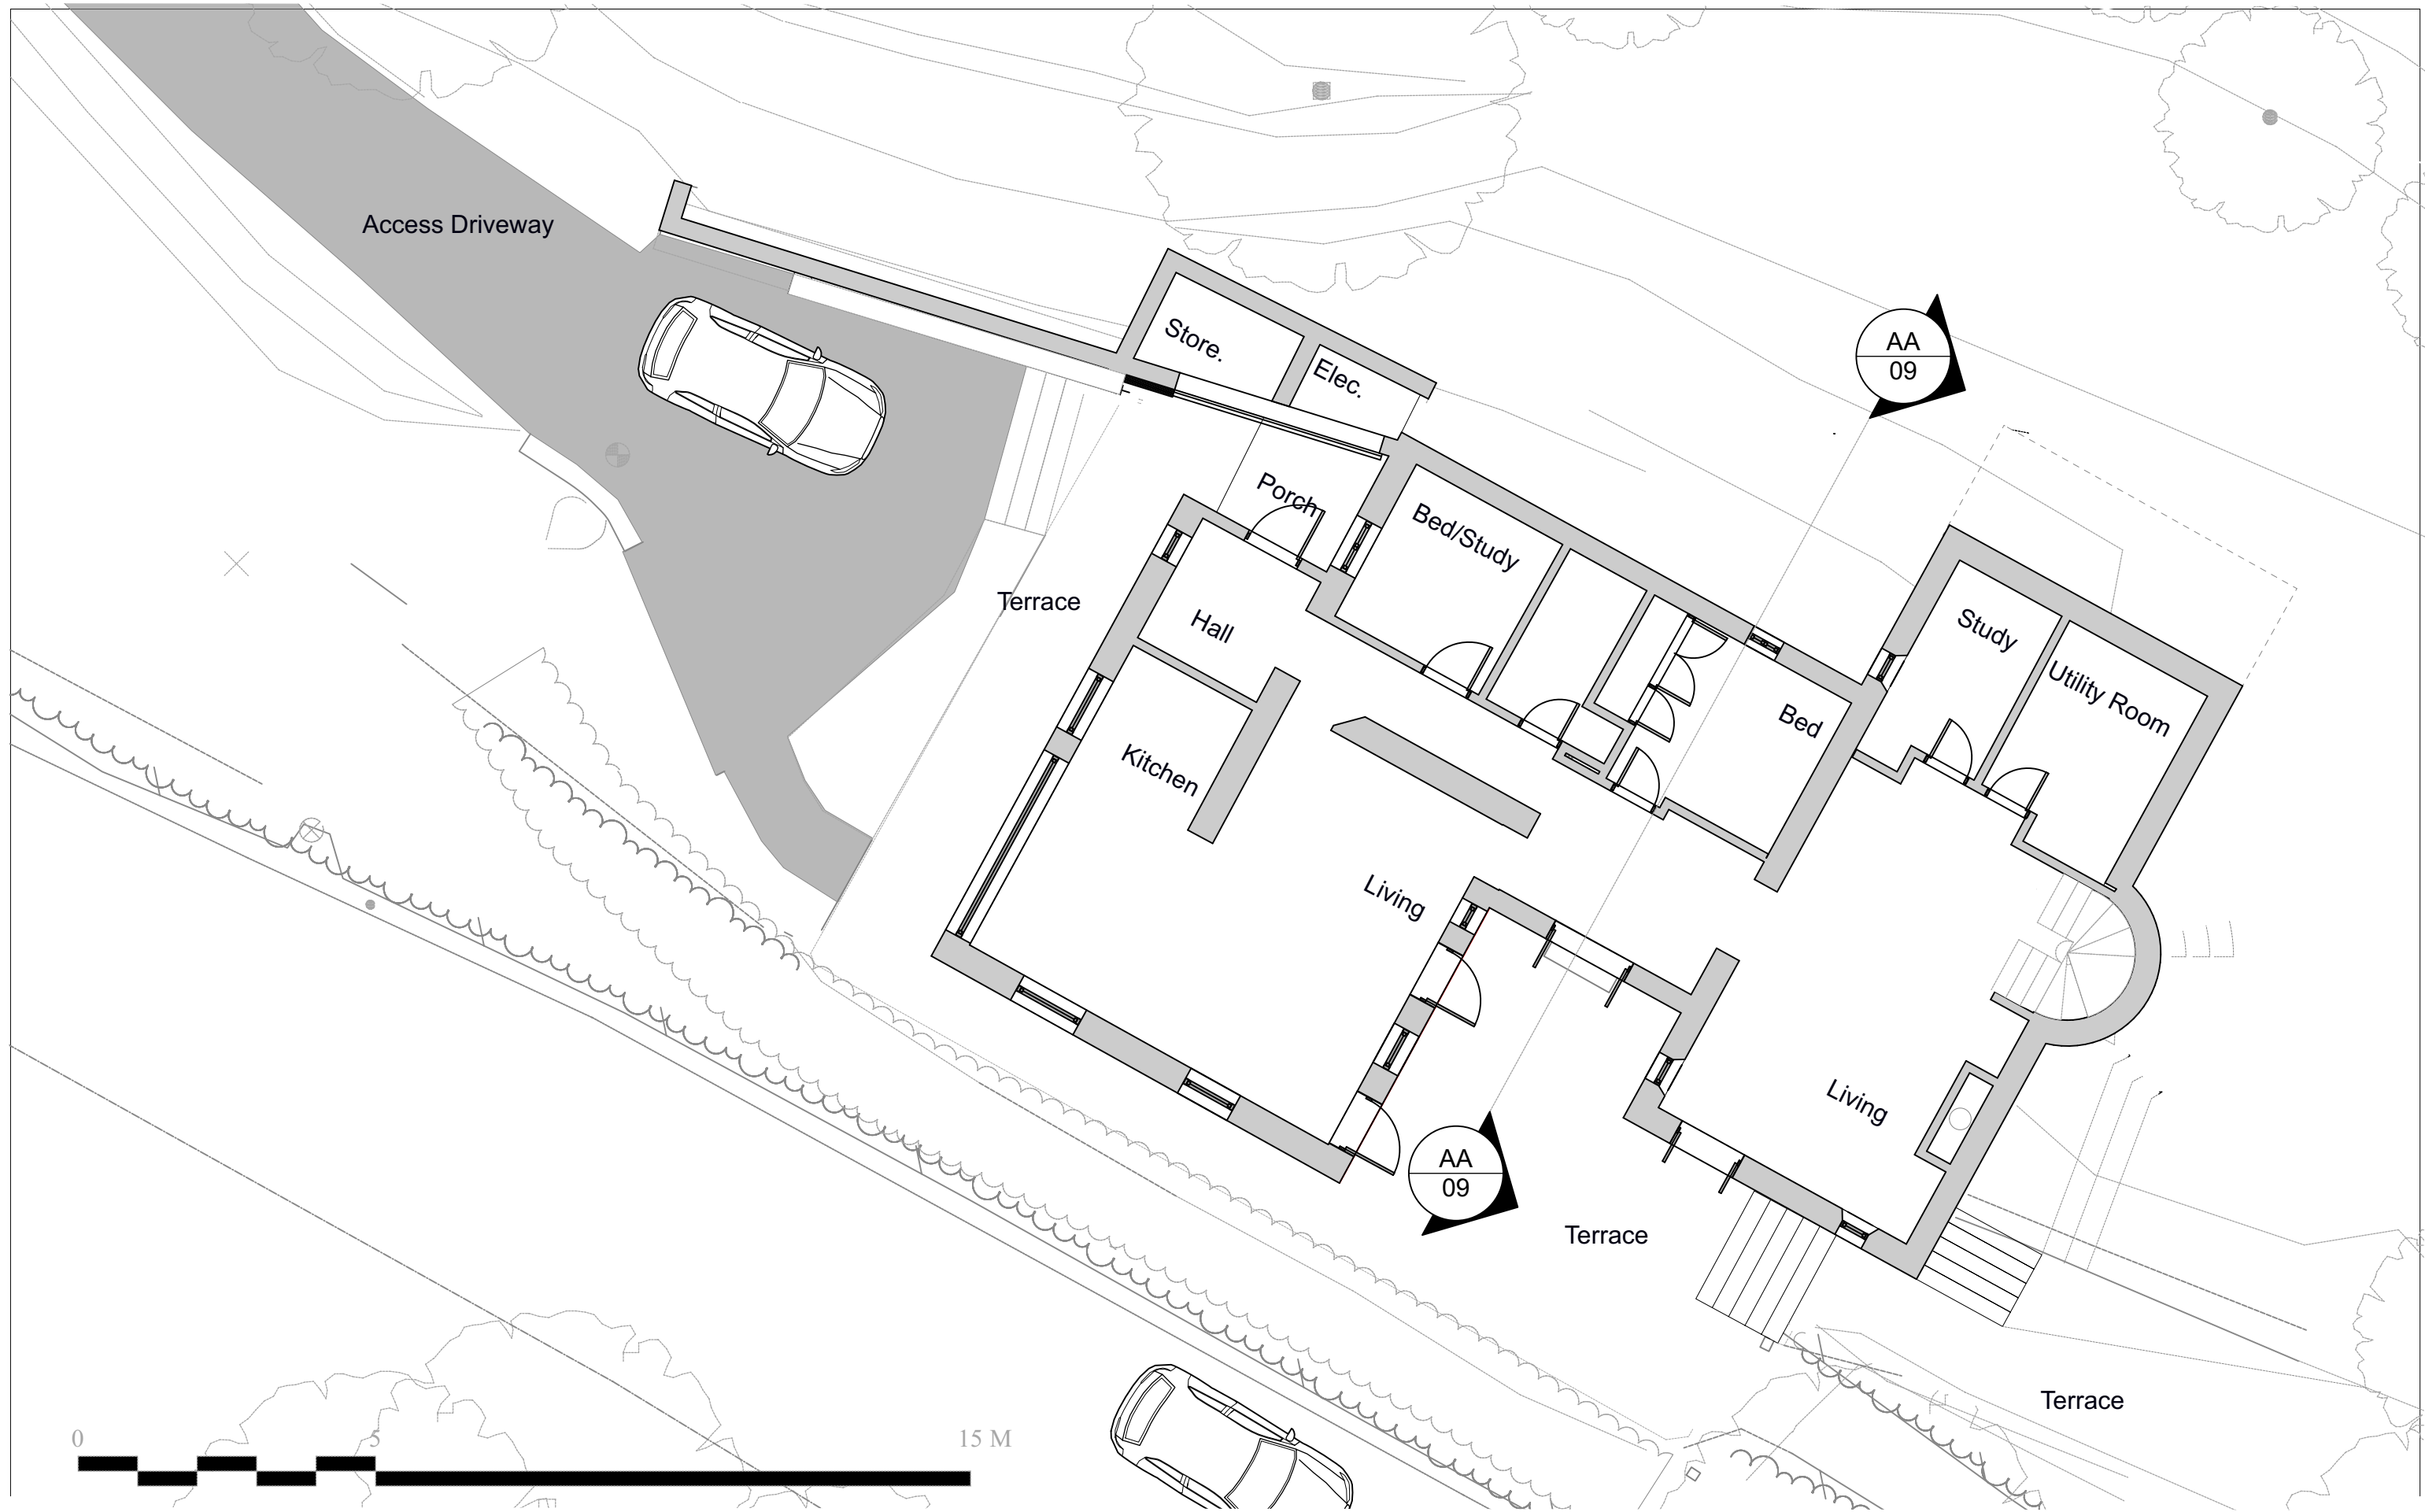 Access Driveway
Store.
Elec.
AA
09
Porch
Bed/Study
Terrace
Hall
Study
Utility Room
Bed
Kitchen
Living
Living
AA
09
Terrace
Terrace
0 5 15 M